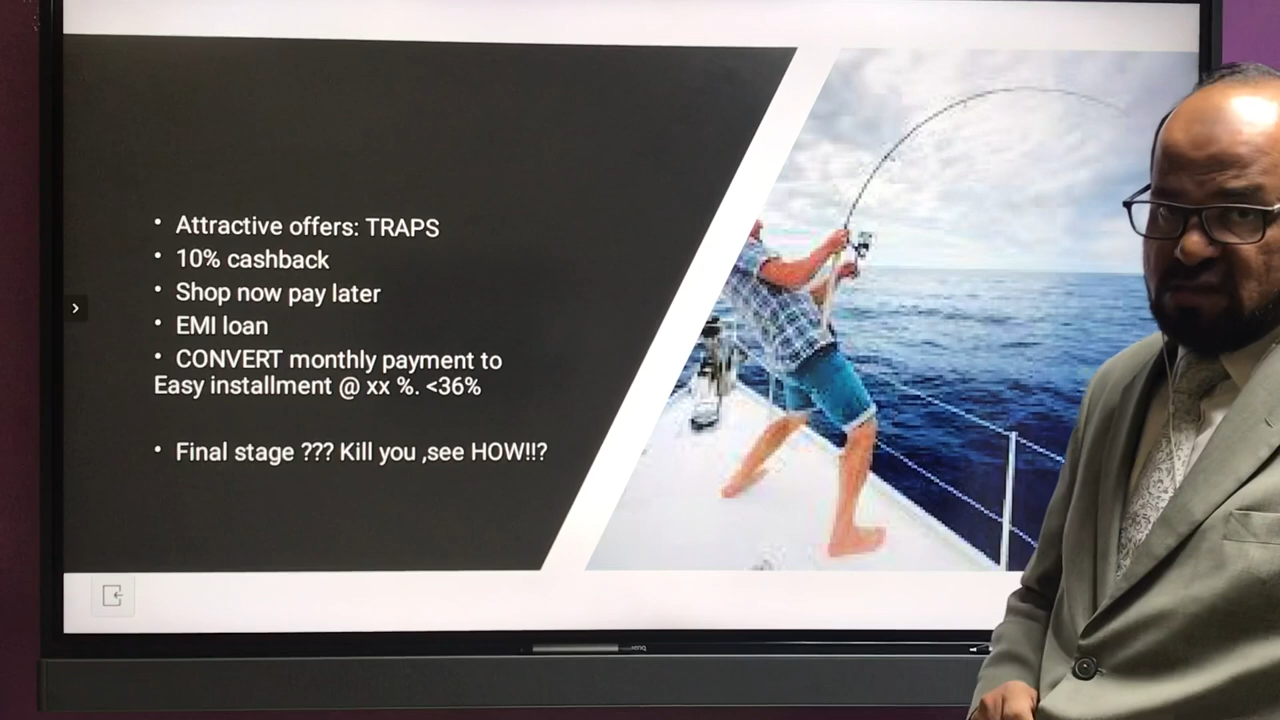 • Attractive offers: TRAPS
• 10% cashback
• Shop now pay later
• EMI loan
• CONVERT monthly payment to
Easy installment @ xx %. <36%
• Final stage ??? Kill you ,see HOW!!?
BenQ